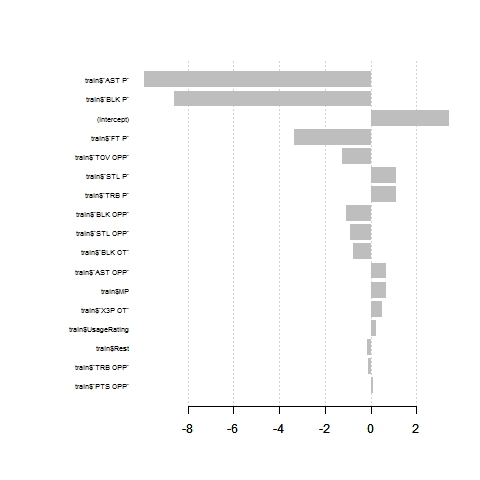 train$`AST P`
train$`BLK P`
(Intercept)
train$`FT P`
train$`TOV OPP`
train$`STL P`
train$`TRB P`
train$`BLK OPP`
train$`STL OPP`
train$`BLK OT`
train$`AST OPP`
train$MP
train$`X3P OT`
train$UsageRating
train$Rest
train$`TRB OPP`
train$`PTS OPP`
-8 -6 -4 -2 0 2